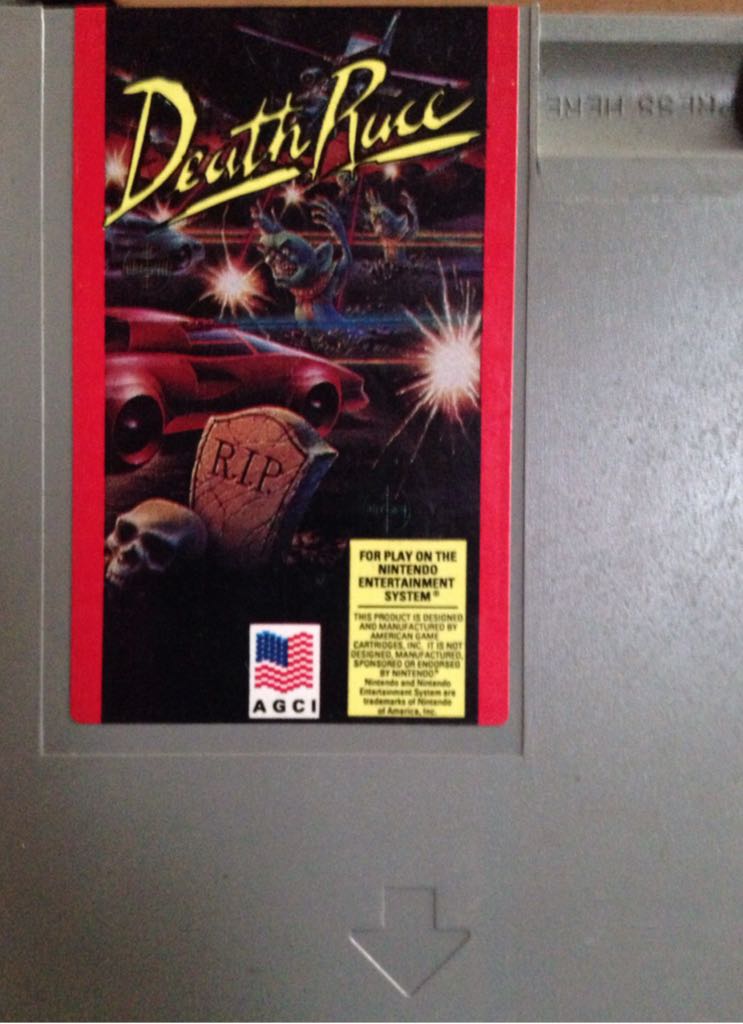 PRESS HERE
Death Race
R.I.P.
FOR PLAY ON THE
NINTENDO
ENTERTAINMENT
SYSTEM®
THIS PRODUCT IS DESIGNED
AND MANUFACTURED BY
AMERICAN GAME
CARTRIDGES, INC. IT IS NOT
DESIGNED, MANUFACTURED,
SPONSORED OR ENDORSED
BY NINTENDO®
Nintendo and Nintendo
Entertainment System are
trademarks of Nintendo
of America, Inc.
AGCI